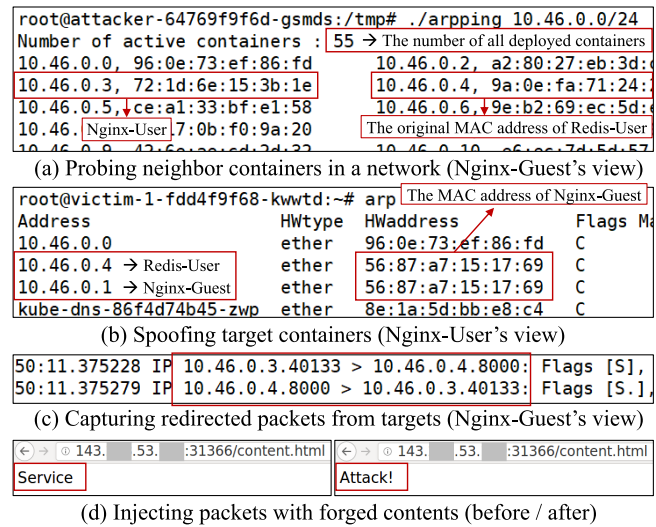 root@attacker-64769f9f6d-gsmds:/tmp# ./arpping 10.46.0.0/24
Number of active containers : 55 → The number of all deployed containers
10.46.0.0, 96:0e:73:ef:86:fd 10.46.0.2, a2:80:27:eb:3d:
10.46.0.3, 72:1d:6e:15:3b:1e 10.46.0.4, 9a:0e:fa:71:24:
10.46.0.5, ce:a1:33:bf:e1:58 10.46.0.6, 9e:b2:69:ec:5d:
Nginx-User The original MAC address of Redis-User
10.46. 7:0b:f0:9a:20
(a) Probing neighbor containers in a network (Nginx-Guest's view)
root@victim-1-fdd4f9f68-kwwtd:~# arp The MAC address of Nginx-Guest
Address HWtype HWaddress Flags Ma
10.46.0.0 ether 96:0e:73:ef:86:fd C
10.46.0.4 → Redis-User ether 56:87:a7:15:17:69 C
10.46.0.1 → Nginx-Guest ether 56:87:a7:15:17:69 C
kube-dns-86f4d74b45-zwp ether 8e:1a:5d:bb:e8:c4 C
(b) Spoofing target containers (Nginx-User's view)
50:11.375228 IP 10.46.0.3.40133 > 10.46.0.4.8000: Flags [S],
50:11.375279 IP 10.46.0.4.8000 > 10.46.0.3.40133: Flags [S.],
(c) Capturing redirected packets from targets (Nginx-Guest's view)
143. .53. :31366/content.html 143. .53. :31366/content.html
Service Attack!
(d) Injecting packets with forged contents (before / after)